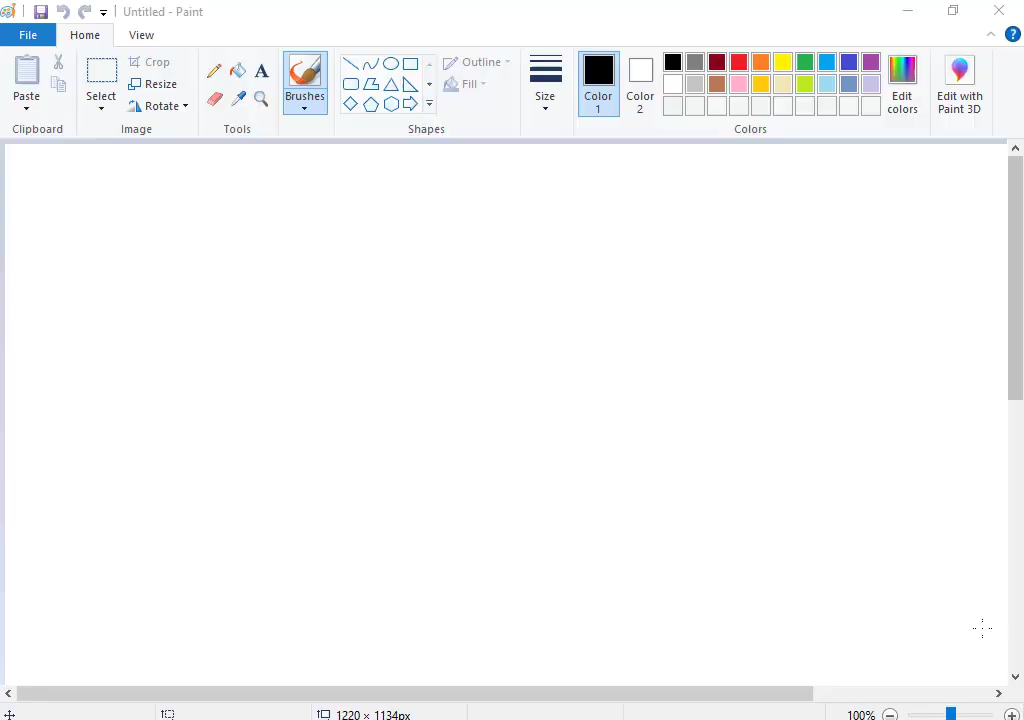 Untitled - Paint
File Home View
Paste
Clipboard
Select
Crop
Resize
Rotate
Image
A
Tools
Brushes
Shapes
Outline
Fill
Size
Color 1
Color 2
Colors
Edit colors
Edit with Paint 3D
?
1220 × 1134px
100%